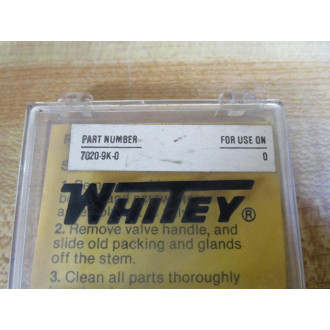 PART NUMBER FOR USE ON
7020-9K-0 0
WHITEY®
2. Remove valve handle, and
slide old packing and glands
off the stem.
3. Clean all parts thoroughly